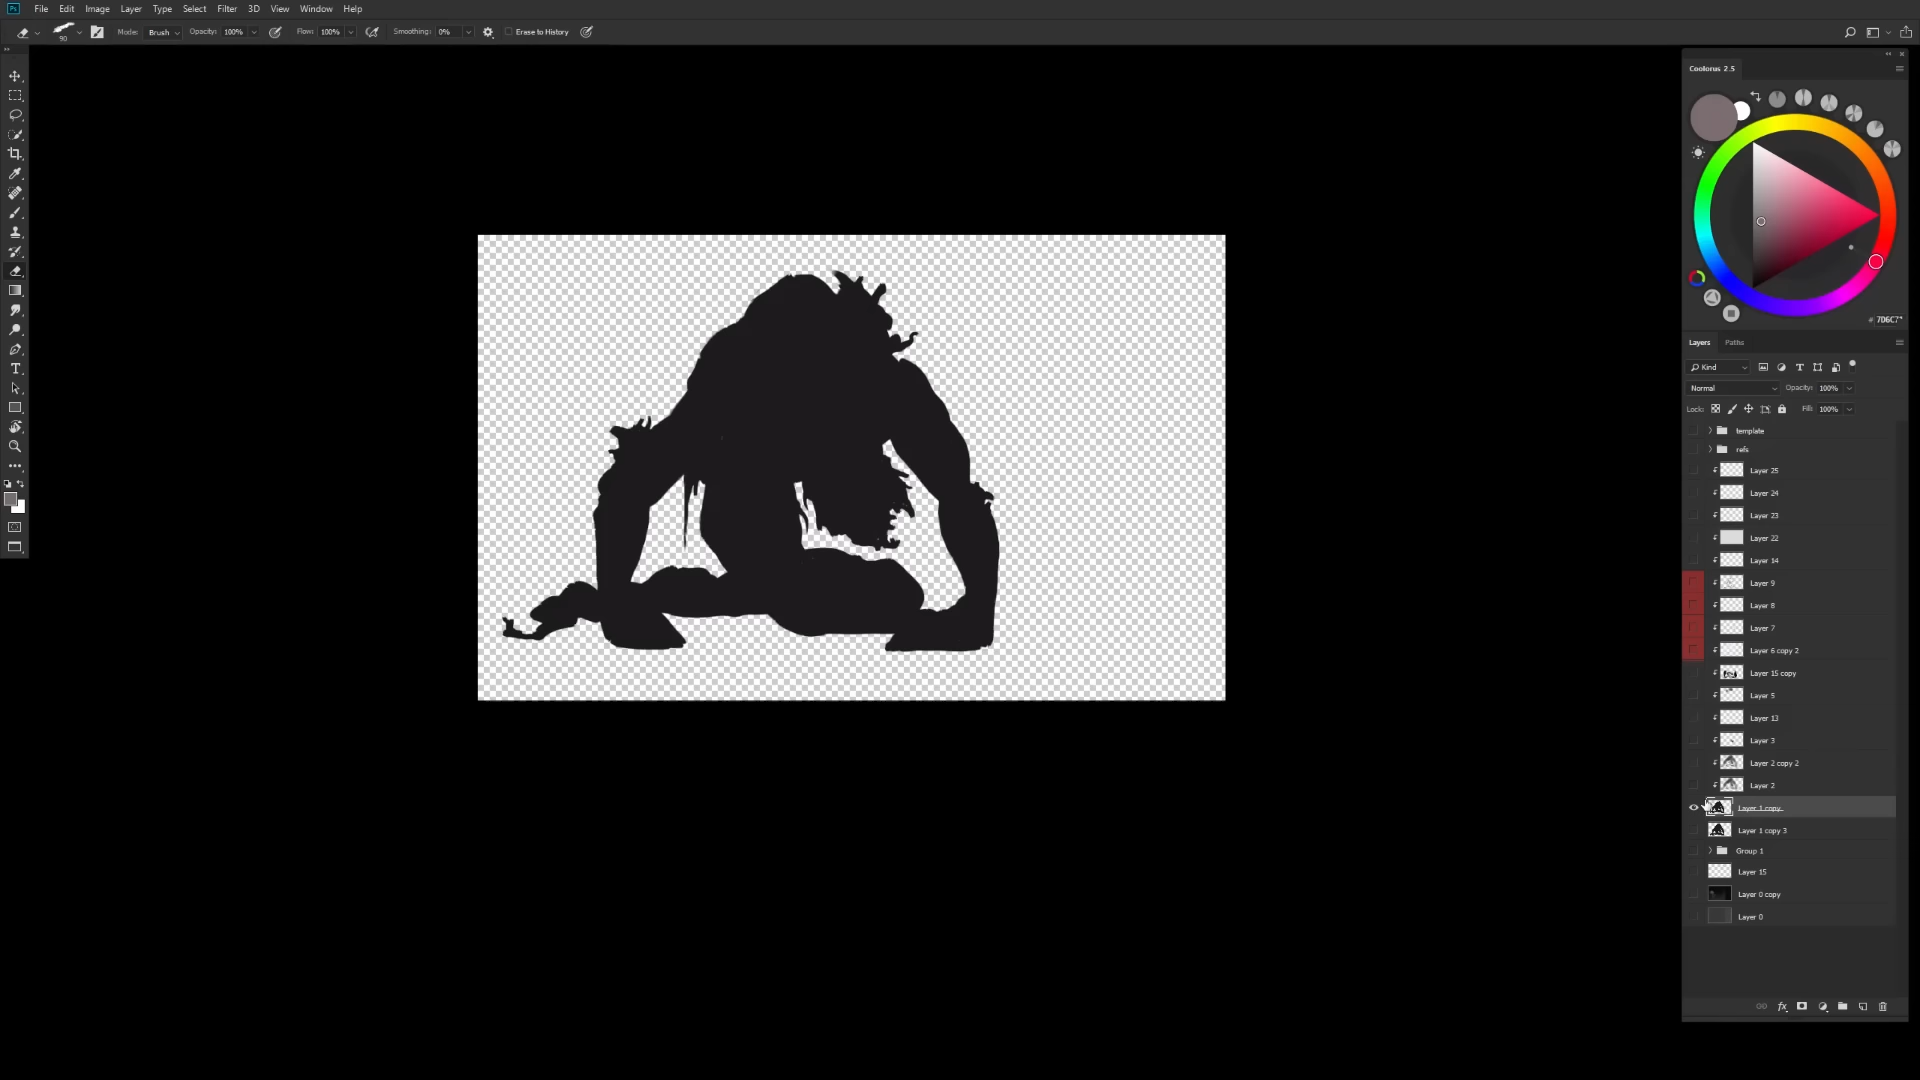 Ps File Edit Image Layer Type Select Filter 3D View Window Help
90 Mode: Brush Opacity: 100% Flow: 100% Smoothing: 0% Erase to History
Coolorus 2.5
# 7D6C7
Layers Paths
Kind
Normal Opacity: 100%
Lock: Fill: 100%
template
refs
Layer 25
Layer 24
Layer 23
Layer 22
Layer 14
Layer 9
Layer 8
Layer 7
Layer 6 copy 2
Layer 15 copy
Layer 5
Layer 13
Layer 3
Layer 2 copy 2
Layer 2
Layer 1 copy
Layer 1 copy 3
Group 1
Layer 15
Layer 0 copy
Layer 0
fx